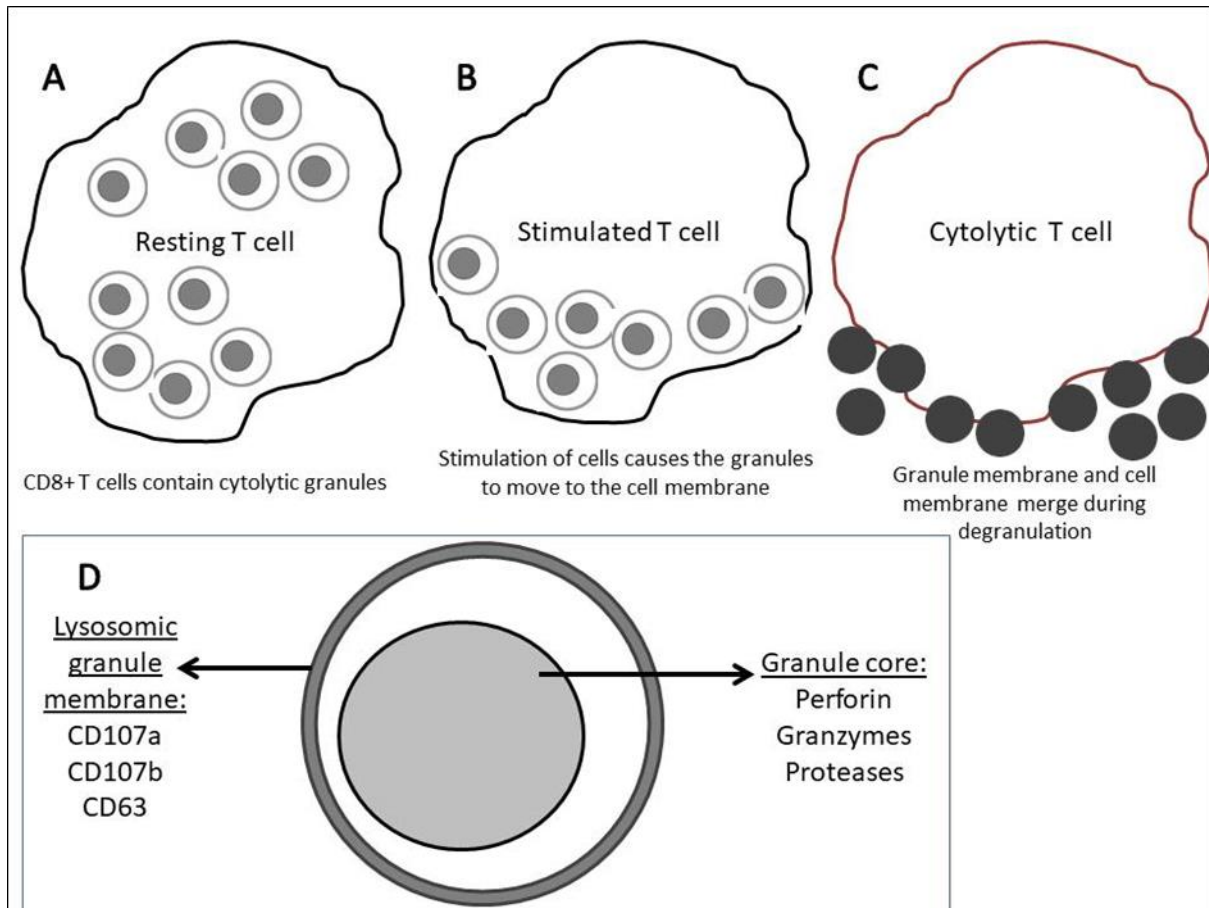 A
B
C
Resting T cell
Stimulated T cell
Cytolytic T cell
CD8+ T cells contain cytolytic granules
Stimulation of cells causes the granules
to move to the cell membrane
Granule membrane and cell
membrane merge during
degranulation
D
Lysosomic
granule
membrane:
CD107a
CD107b
CD63
Granule core:
Perforin
Granzymes
Proteases